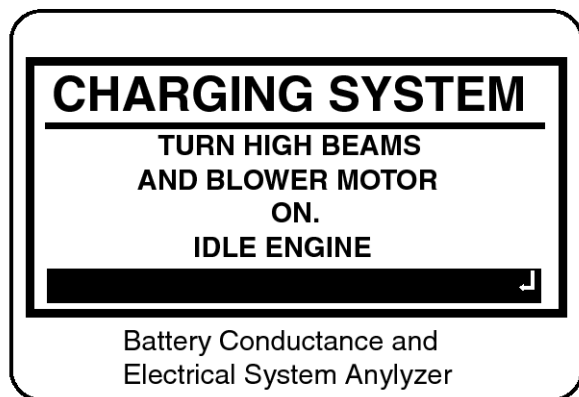 CHARGING SYSTEM
TURN HIGH BEAMS
AND BLOWER MOTOR
ON.
IDLE ENGINE
Battery Conductance and
Electrical System Anylyzer